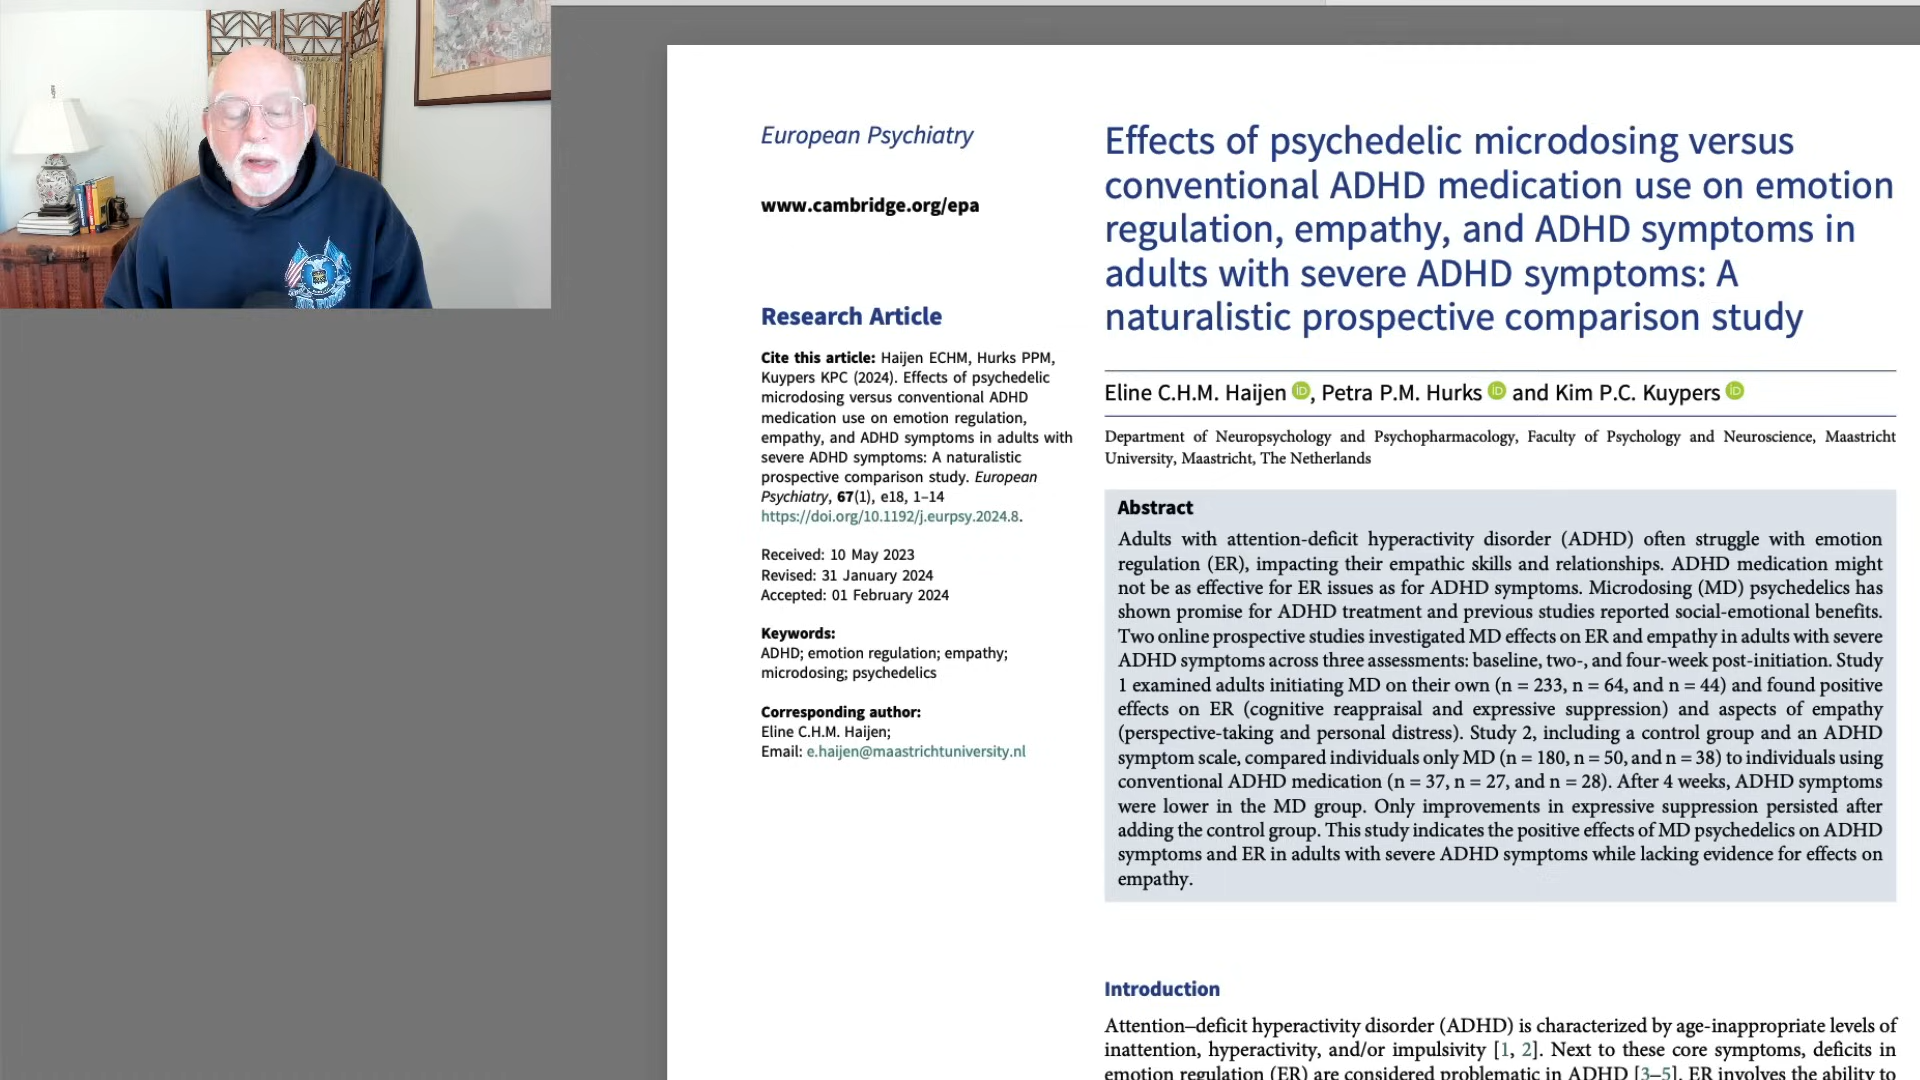 European Psychiatry
www.cambridge.org/epa
Research Article
Cite this article: Haijen ECHM, Hurks PPM,
Kuypers KPC (2024). Effects of psychedelic
microdosing versus conventional ADHD
medication use on emotion regulation,
empathy, and ADHD symptoms in adults with
severe ADHD symptoms: A naturalistic
prospective comparison study. European
Psychiatry, 67(1), e18, 1–14
https://doi.org/10.1192/j.eurpsy.2024.8.
Received: 10 May 2023
Revised: 31 January 2024
Accepted: 01 February 2024
Keywords:
ADHD; emotion regulation; empathy;
microdosing; psychedelics
Corresponding author:
Eline C.H.M. Haijen;
Email: e.haijen@maastrichtuniversity.nl
Effects of psychedelic microdosing versus
conventional ADHD medication use on emotion
regulation, empathy, and ADHD symptoms in
adults with severe ADHD symptoms: A
naturalistic prospective comparison study
Eline C.H.M. Haijen iD, Petra P.M. Hurks iD and Kim P.C. Kuypers iD
Department of Neuropsychology and Psychopharmacology, Faculty of Psychology and Neuroscience, Maastricht
University, Maastricht, The Netherlands
Abstract
Adults with attention-deficit hyperactivity disorder (ADHD) often struggle with emotion
regulation (ER), impacting their empathic skills and relationships. ADHD medication might
not be as effective for ER issues as for ADHD symptoms. Microdosing (MD) psychedelics has
shown promise for ADHD treatment and previous studies reported social-emotional benefits.
Two online prospective studies investigated MD effects on ER and empathy in adults with severe
ADHD symptoms across three assessments: baseline, two-, and four-week post-initiation. Study
1 examined adults initiating MD on their own (n = 233, n = 64, and n = 44) and found positive
effects on ER (cognitive reappraisal and expressive suppression) and aspects of empathy
(perspective-taking and personal distress). Study 2, including a control group and an ADHD
symptom scale, compared individuals only MD (n = 180, n = 50, and n = 38) to individuals using
conventional ADHD medication (n = 37, n = 27, and n = 28). After 4 weeks, ADHD symptoms
were lower in the MD group. Only improvements in expressive suppression persisted after
adding the control group. This study indicates the positive effects of MD psychedelics on ADHD
symptoms and ER in adults with severe ADHD symptoms while lacking evidence for effects on
empathy.
Introduction
Attention–deficit hyperactivity disorder (ADHD) is characterized by age-inappropriate levels of
inattention, hyperactivity, and/or impulsivity [1, 2]. Next to these core symptoms, deficits in
emotion regulation (ER) are considered problematic in ADHD [3–5]. ER involves the ability to